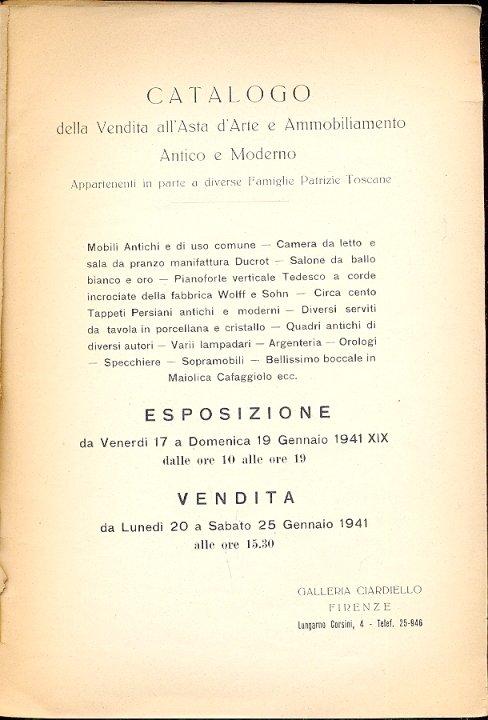 CATALOGO
della Vendita all'Asta d'Arte e Ammobiliamento
Antico e Moderno
Appartenenti in parte a diverse Famiglie Patrizie Toscane
Mobili Antichi e di uso comune — Camera da letto e
sala da pranzo manifattura Ducrot — Salone da ballo
bianco e oro — Pianoforte verticale Tedesco a corde
incrociate della fabbrica Wolff e Sohn — Circa cento
Tappeti Persiani antichi e moderni — Diversi serviti
da tavola in porcellana e cristallo — Quadri antichi di
diversi autori — Varii lampadari — Argenteria — Orologi
— Specchiere — Sopramobili — Bellissimo boccale in
Maiolica Cafaggiolo ecc.
ESPOSIZIONE
da Venerdi 17 a Domenica 19 Gennaio 1941 XIX
dalle ore 10 alle ore 19
VENDITA
da Lunedi 20 a Sabato 25 Gennaio 1941
alle ore 15.30
GALLERIA CIARDIELLO
FIRENZE
Lungarno Corsini, 4 - Telef. 25-946